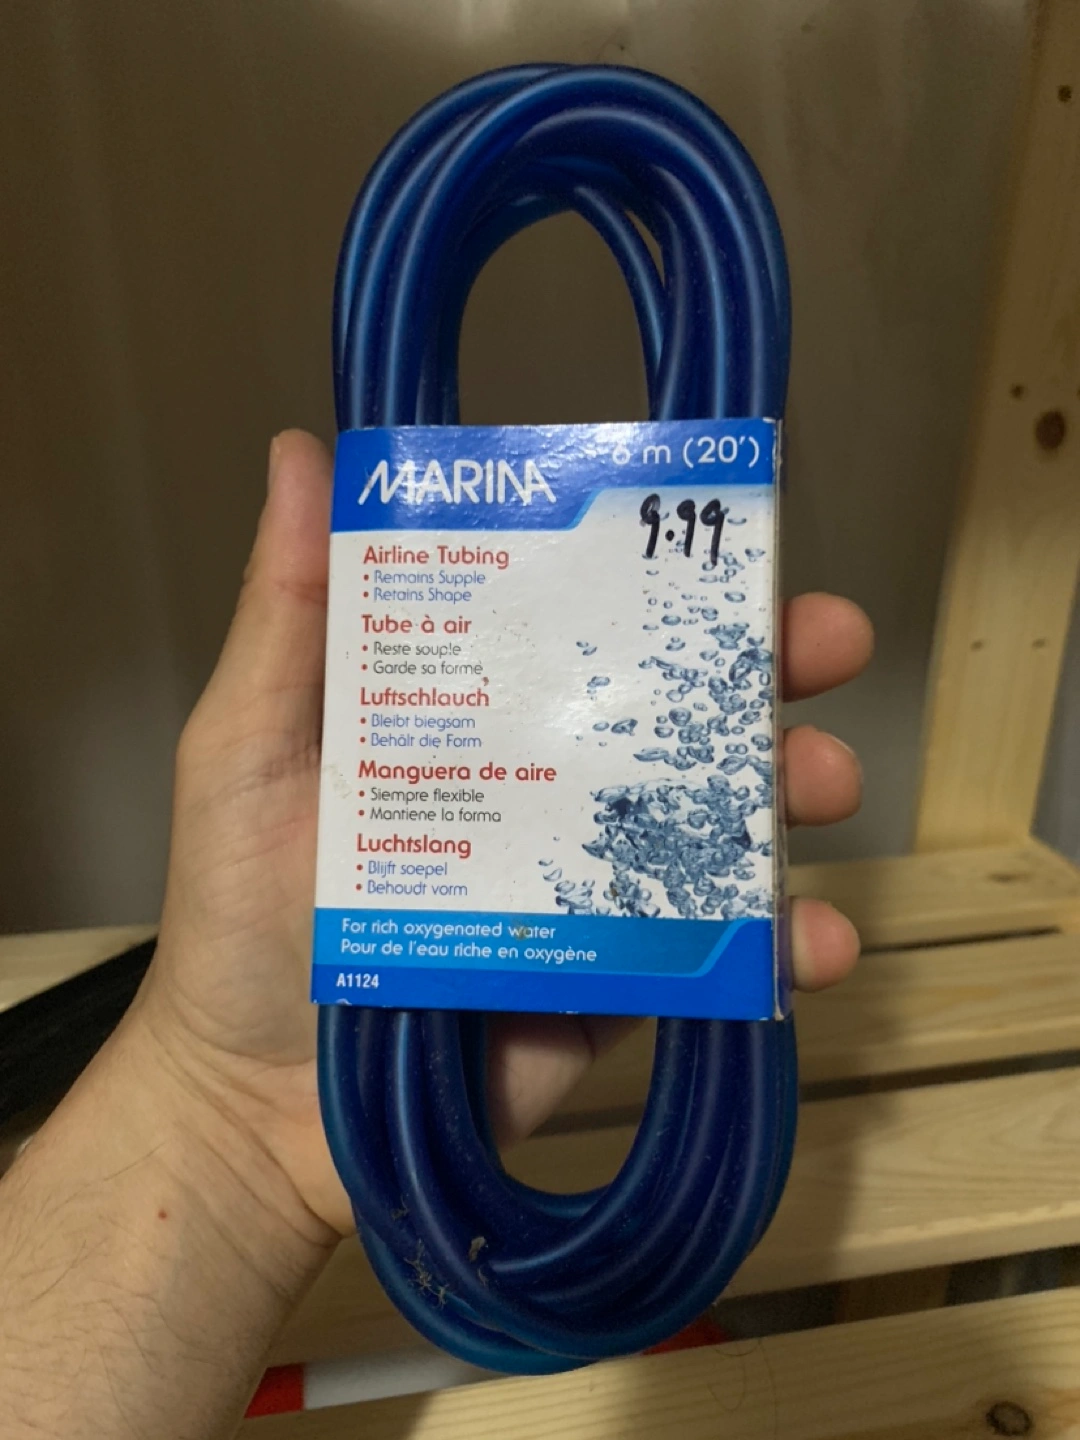 MARINA
6 m (20')
9.99
Airline Tubing
• Remains Supple
• Retains Shape
Tube à air
• Reste souple
• Garde sa forme
Luftschlauch
• Bleibt biegsam
• Behält die Form
Manguera de aire
• Siempre flexible
• Mantiene la forma
Luchtslang
• Blijft soepel
• Behoudt vorm
For rich oxygenated water
Pour de l'eau riche en oxygène
A1124